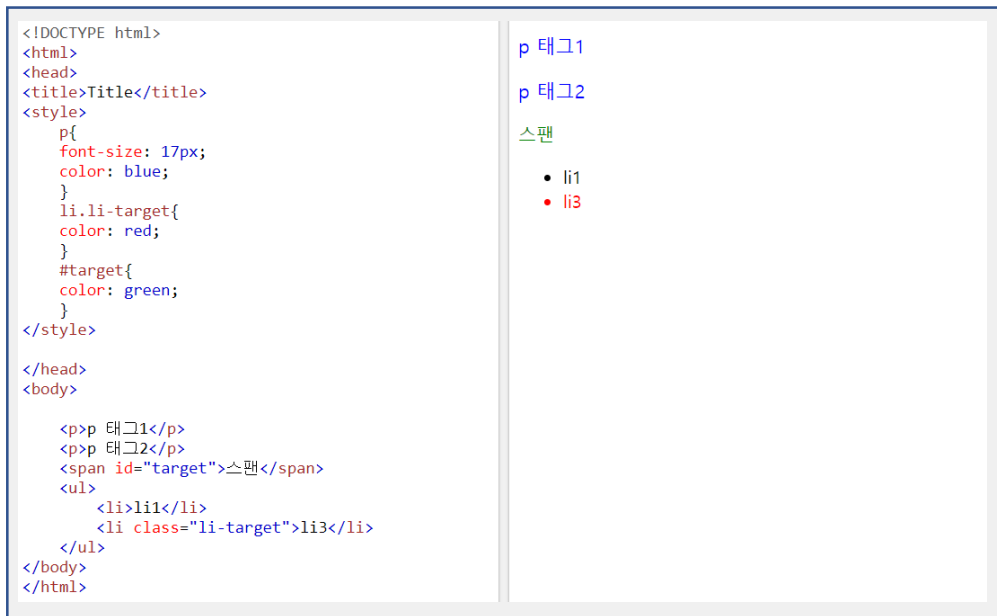 <!DOCTYPE html>
<html>
<head>
<title>Title</title>
<style>
    p{
    font-size: 17px;
    color: blue;
    }
    li.li-target{
    color: red;
    }
    #target{
    color: green;
    }
</style>

</head>
<body>

    <p>p 태그1</p>
    <p>p 태그2</p>
    <span id="target">스팬</span>
    <ul>
        <li>li1</li>
        <li class="li-target">li3</li>
    </ul>
</body>
</html>
p 태그1
p 태그2
스팬
• li1
• li3